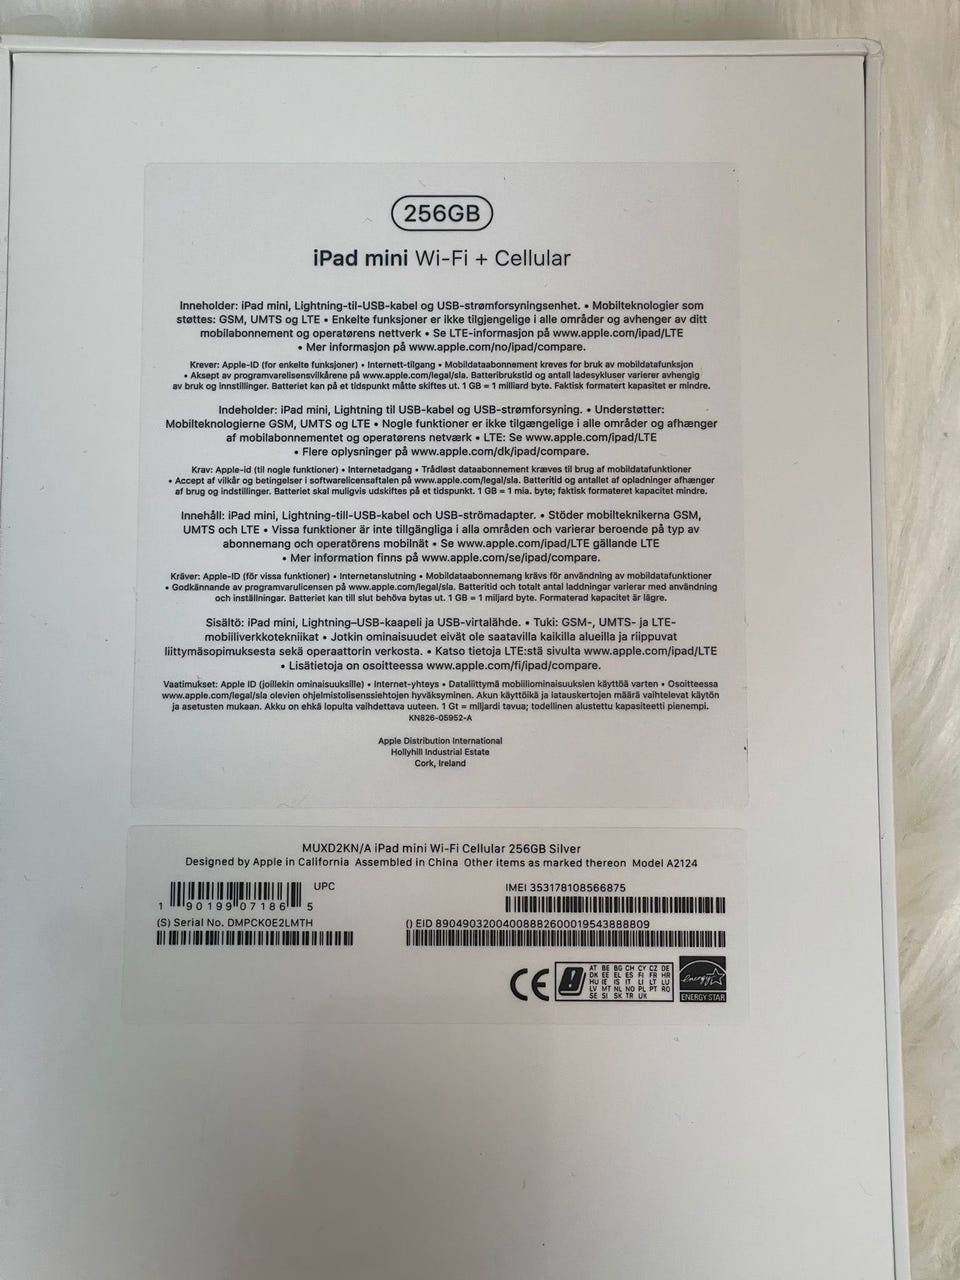 256GB
iPad mini Wi-Fi + Cellular
Inneholder: iPad mini, Lightning-til-USB-kabel og USB-strømforsyningsenhet. • Mobilteknologier som
støttes: GSM, UMTS og LTE • Enkelte funksjoner er ikke tilgjengelige i alle områder og avhenger av ditt
mobilabonnement og operatørens nettverk • Se LTE-informasjon på www.apple.com/ipad/LTE
• Mer informasjon på www.apple.com/no/ipad/compare.
Krever: Apple-ID (for enkelte funksjoner) • Internett-tilgang • Mobildataabonnement kreves for bruk av mobildatafunksjon
• Aksept av programvarelisensvilkårene på www.apple.com/legal/sla. Batteribrukstid og antall ladesykluser varierer avhengig
av bruk og innstillinger. Batteriet kan på et tidspunkt måtte skiftes ut. 1 GB = 1 milliard byte. Faktisk formatert kapasitet er mindre.
Indeholder: iPad mini, Lightning til USB-kabel og USB-strømforsyning. • Understøtter:
Mobilteknologierne GSM, UMTS og LTE • Nogle funktioner er ikke tilgængelige i alle områder og afhænger
af mobilabonnementet og operatørens netværk • LTE: Se www.apple.com/ipad/LTE
• Flere oplysninger på www.apple.com/dk/ipad/compare.
Krav: Apple-id (til nogle funktioner) • Internetadgang • Trådløst dataabonnement kræves til brug af mobildatafunktioner
• Accept af vilkår og betingelser i softwarelicensaftalen på www.apple.com/legal/sla. Batteritid og antallet af opladninger afhænger
af brug og indstillinger. Batteriet skal muligvis udskiftes på et tidspunkt. 1 GB = 1 mia. byte; faktisk formateret kapacitet mindre.
Innehåll: iPad mini, Lightning-till-USB-kabel och USB-strömadapter. • Stöder mobilteknikerna GSM,
UMTS och LTE • Vissa funktioner är inte tillgängliga i alla områden och varierar beroende på typ av
abonnemang och operatörens mobilnät • Se www.apple.com/ipad/LTE gällande LTE
• Mer information finns på www.apple.com/se/ipad/compare.
Kräver: Apple-ID (för vissa funktioner) • Internetanslutning • Mobildataabonnemang krävs för användning av mobildatafunktioner
• Godkännande av programvarulicensen på www.apple.com/legal/sla. Batteritid och totalt antal laddningar varierar med användning
och inställningar. Batteriet kan till slut behöva bytas ut. 1 GB = 1 miljard byte. Formaterad kapacitet är lägre.
Sisältö: iPad mini, Lightning–USB-kaapeli ja USB-virtalähde. • Tuki: GSM-, UMTS- ja LTE-
mobiiliverkkotekniikat • Jotkin ominaisuudet eivät ole saatavilla kaikilla alueilla ja riippuvat
liittymäsopimuksesta sekä operaattorin verkosta. • Katso tietoja LTE:stä sivulta www.apple.com/ipad/LTE
• Lisätietoja on osoitteessa www.apple.com/fi/ipad/compare.
Vaatimukset: Apple ID (joillekin ominaisuuksille) • Internet-yhteys • Dataliittymä mobiiliominaisuuksien käyttöä varten • Osoitteessa
www.apple.com/legal/sla olevien ohjelmistolisenssiehtojen hyväksyminen. Akun käyttöikä ja latauskertojen määrä vaihtelevat käytön
ja asetusten mukaan. Akku on ehkä lopulta vaihdettava uuteen. 1 Gt = miljardi tavua; todellinen alustettu kapasiteetti pienempi.
KN826-05952-A
Apple Distribution International
Hollyhill Industrial Estate
Cork, Ireland
MUXD2KN/A iPad mini Wi-Fi Cellular 256GB Silver
Designed by Apple in California Assembled in China Other items as marked thereon Model A2124
UPC
1 90199 07186 5
IMEI 353178108566875
(S) Serial No. DMPCK0E2LMTH
() EID 89049032004008882600019543888809
CE
AT BE BG CH CY CZ DE
DK EE EL ES FI FR HR
HU IE IS IT LI LT LU
LV MT NL NO PL PT RO
SE SI SK TR UK
energy
ENERGY STAR